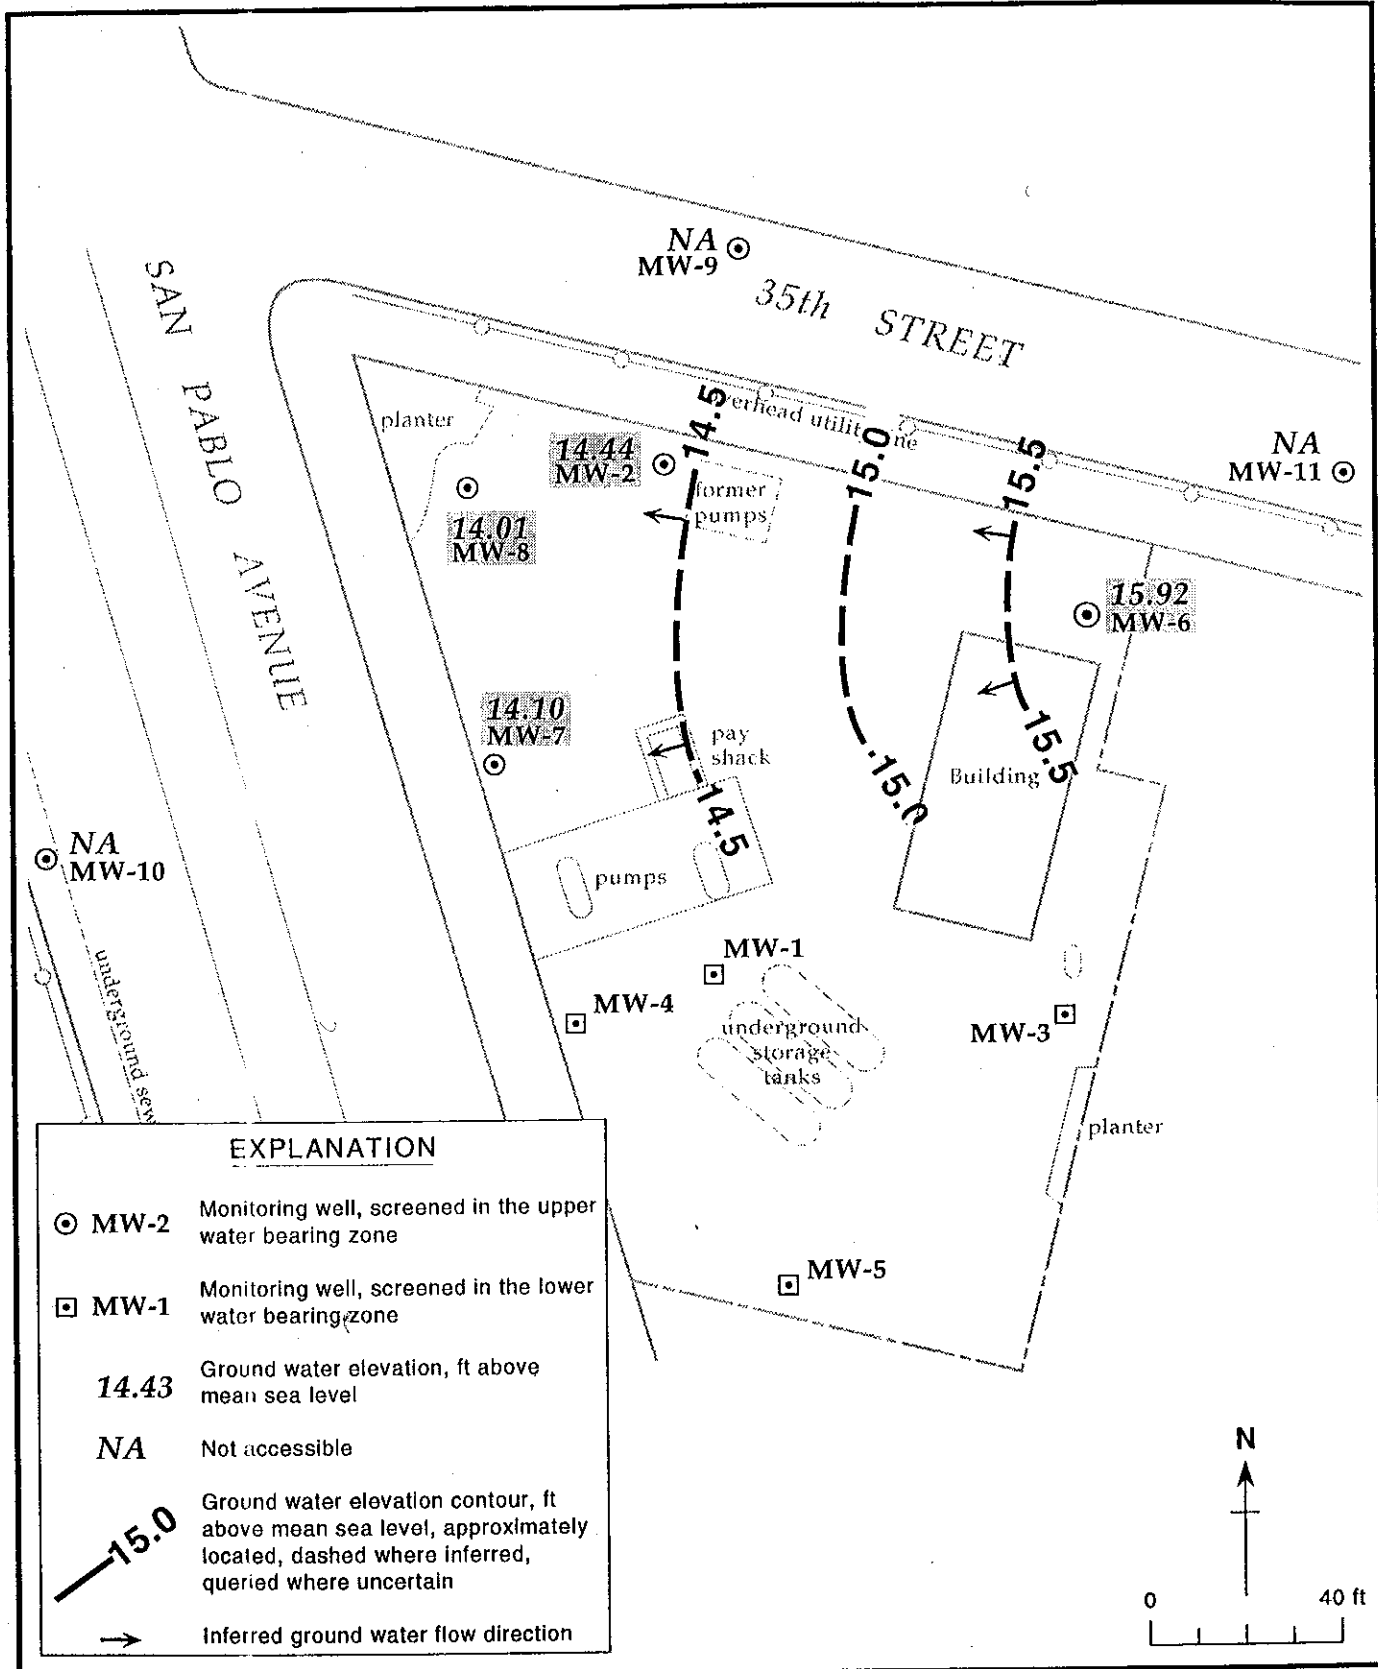 NA
MW-9
35th STREET
SAN PABLO AVENUE
planter
14.5
15.0
15.5
NA
MW-11
14.44
MW-2
former
pumps
14.01
MW-8
15.92
MW-6
14.10
MW-7
pay
shack
14.5
15.0
15.5
Building
NA
MW-10
pumps
MW-1
MW-4
underground
storage
tanks
MW-3
underground
planter
MW-5
EXPLANATION
MW-2 Monitoring well, screened in the upper
water bearing zone
MW-1 Monitoring well, screened in the lower
water bearing zone
14.43 Ground water elevation, ft above
mean sea level
NA Not accessible
15.0 Ground water elevation contour, ft
above mean sea level, approximately
located, dashed where inferred,
queried where uncertain
Inferred ground water flow direction
N
0 40 ft